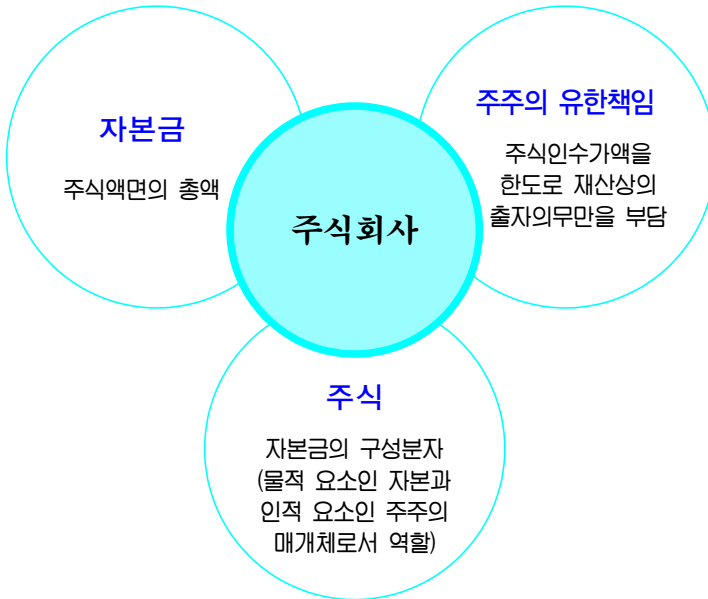 자본금
주식액면의 총액
주주의 유한책임
주식인수가액을
한도로 재산상의
출자의무만을 부담
주식회사
주식
자본금의 구성분자
(물적 요소인 자본과
인적 요소인 주주의
매개체로서 역할)